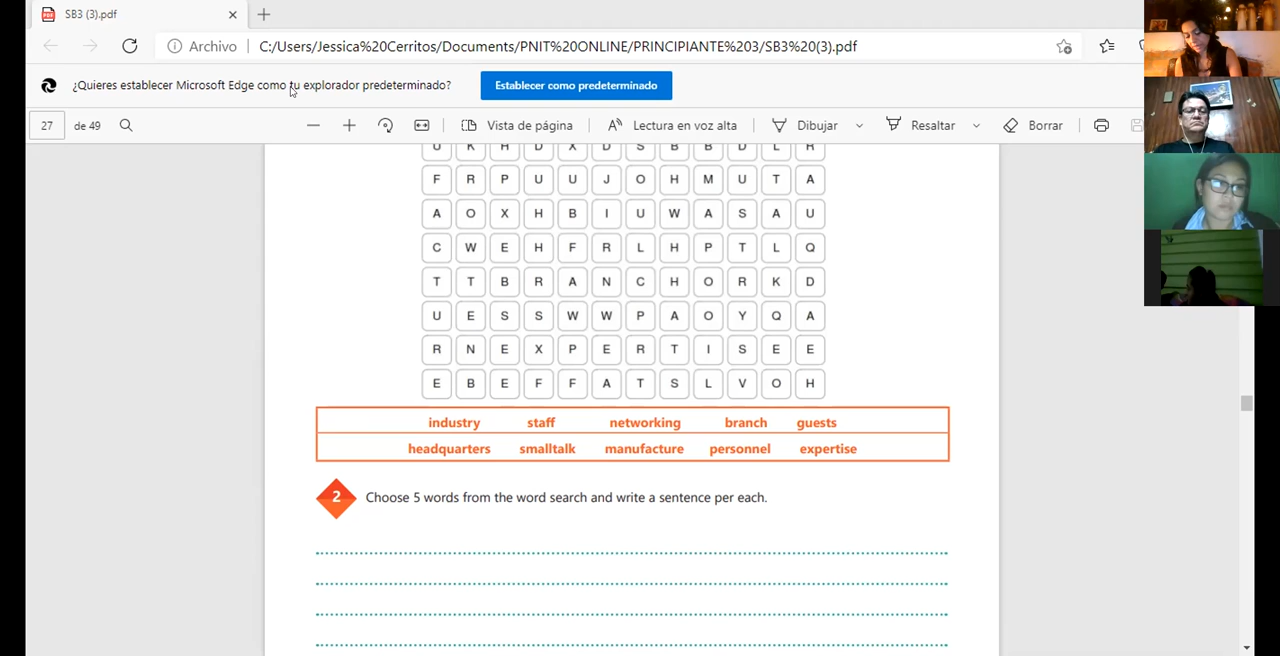 SB3 (3).pdf
Archivo C:/Users/Jessica%20Cerritos/Documents/PNIT%20ONLINE/PRINCIPIANTE%203/SB3%20(3).pdf
¿Quieres establecer Microsoft Edge como tu explorador predeterminado? Establecer como predeterminado
27 de 49 Vista de página Lectura en voz alta Dibujar Resaltar Borrar
U K H D X D S B B D L R
F R P U U J O H M U T A
A O X H B I U W A S A U
C W E H F R L H P T L Q
T T B R A N C H O R K D
U E S S W W P A O Y Q A
R N E X P E R T I S E E
E B E F F A T S L V O H
industry staff networking branch guests
headquarters smalltalk manufacture personnel expertise
2 Choose 5 words from the word search and write a sentence per each.